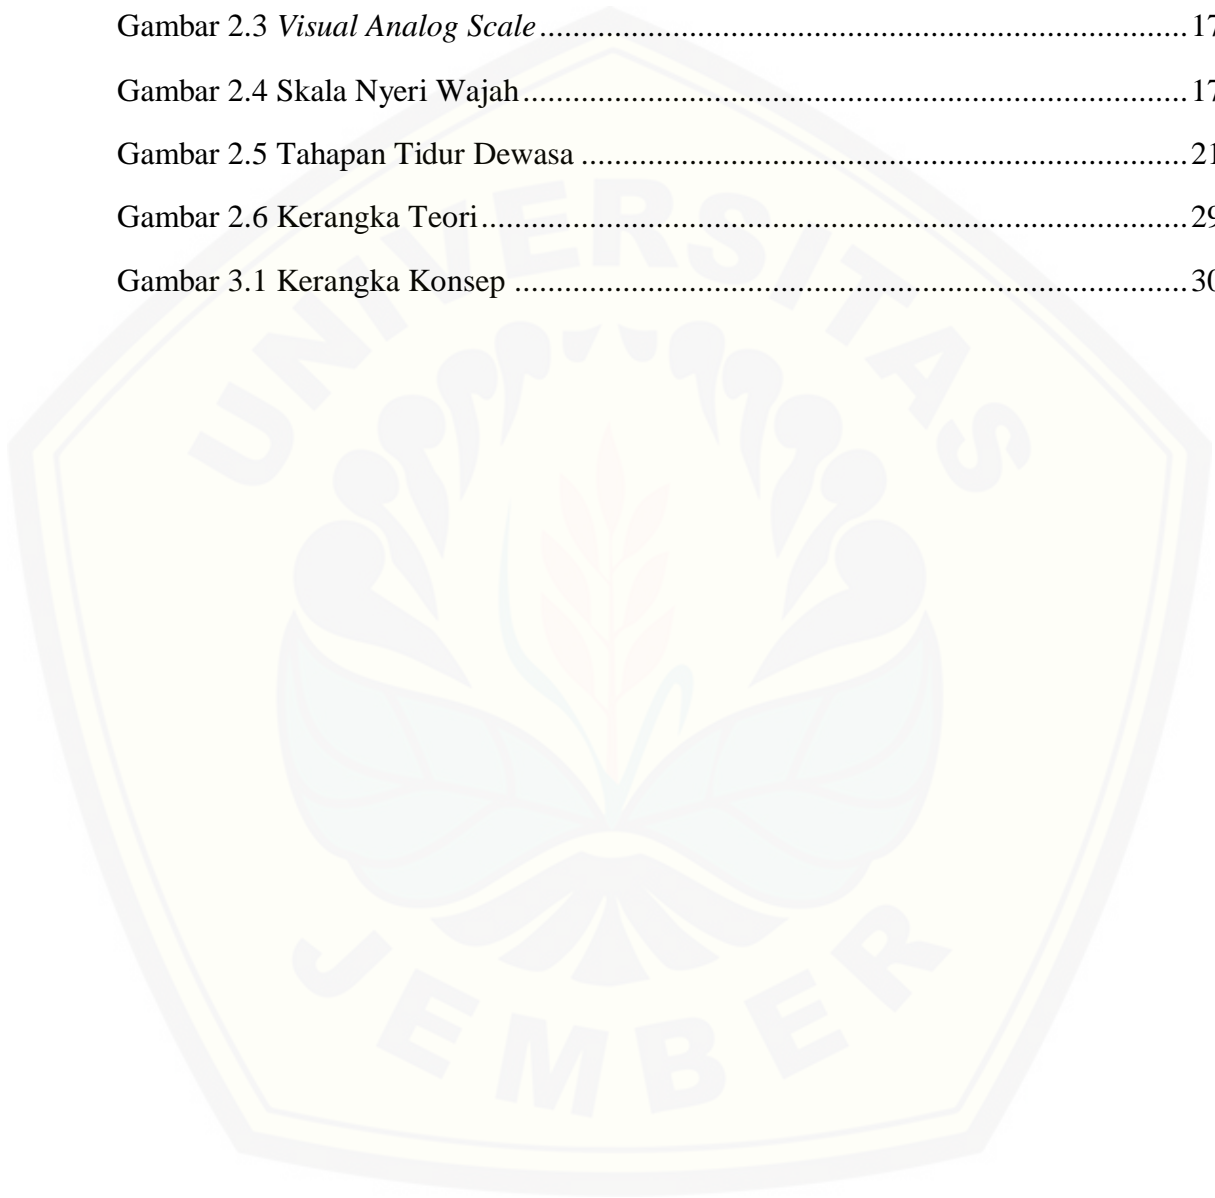 Gambar 2.3 Visual Analog Scale ................................................................................ 17
Gambar 2.4 Skala Nyeri Wajah ................................................................................ 17
Gambar 2.5 Tahapan Tidur Dewasa ......................................................................... 21
Gambar 2.6 Kerangka Teori ..................................................................................... 29
Gambar 3.1 Kerangka Konsep ................................................................................. 30
UNIVERSITAS
JEMBER